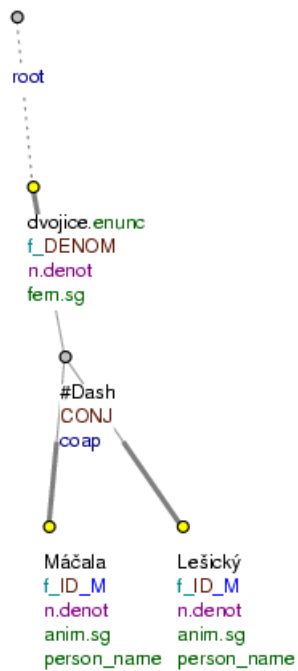 root
dvojice.enunc
f_DENOM
n.denot
fem.sg
#Dash
CONJ
coap
Máčala Lešický
f_ID_M f_ID_M
n.denot n.denot
anim.sg anim.sg
person_name person_name